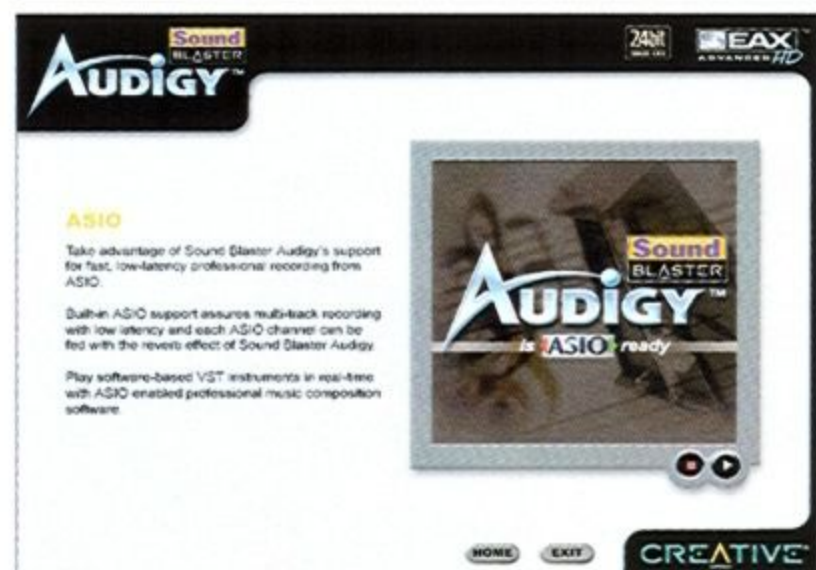 Sound
BLASTER
AUDIGY™
24bit
EAX™
ADVANCED HD
ASIO
Take advantage of Sound Blaster Audigy's support
for fast, low-latency professional recording from
ASIO.
Built-in ASIO support assures multi-track recording
with low latency and each ASIO channel can be
fed with the reverb effect of Sound Blaster Audigy.
Play software-based VST instruments in real-time
with ASIO enabled professional music composition
software.
Sound
BLASTER
AUDIGY™
is ASIO ready
HOME
EXIT
CREATIVE